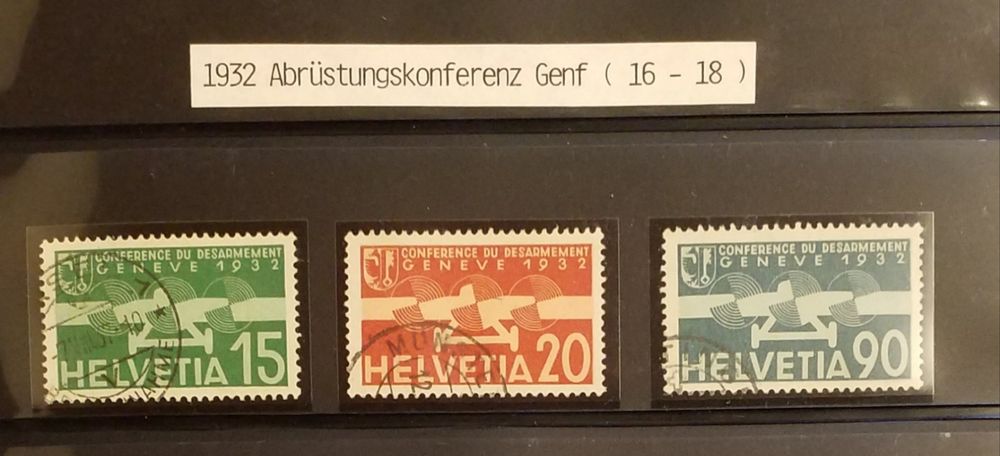 1932 Abrüstungskonferenz Genf ( 16 - 18 )
CONFERENCE DU DESARMEMENT
GENEVE 1932
15
HELVETIA
CONFERENCE DU DESARMEMENT
GENEVE 1932
20
HELVETIA
CONFERENCE DU DESARMEMENT
GENEVE 1932
90
HELVETIA